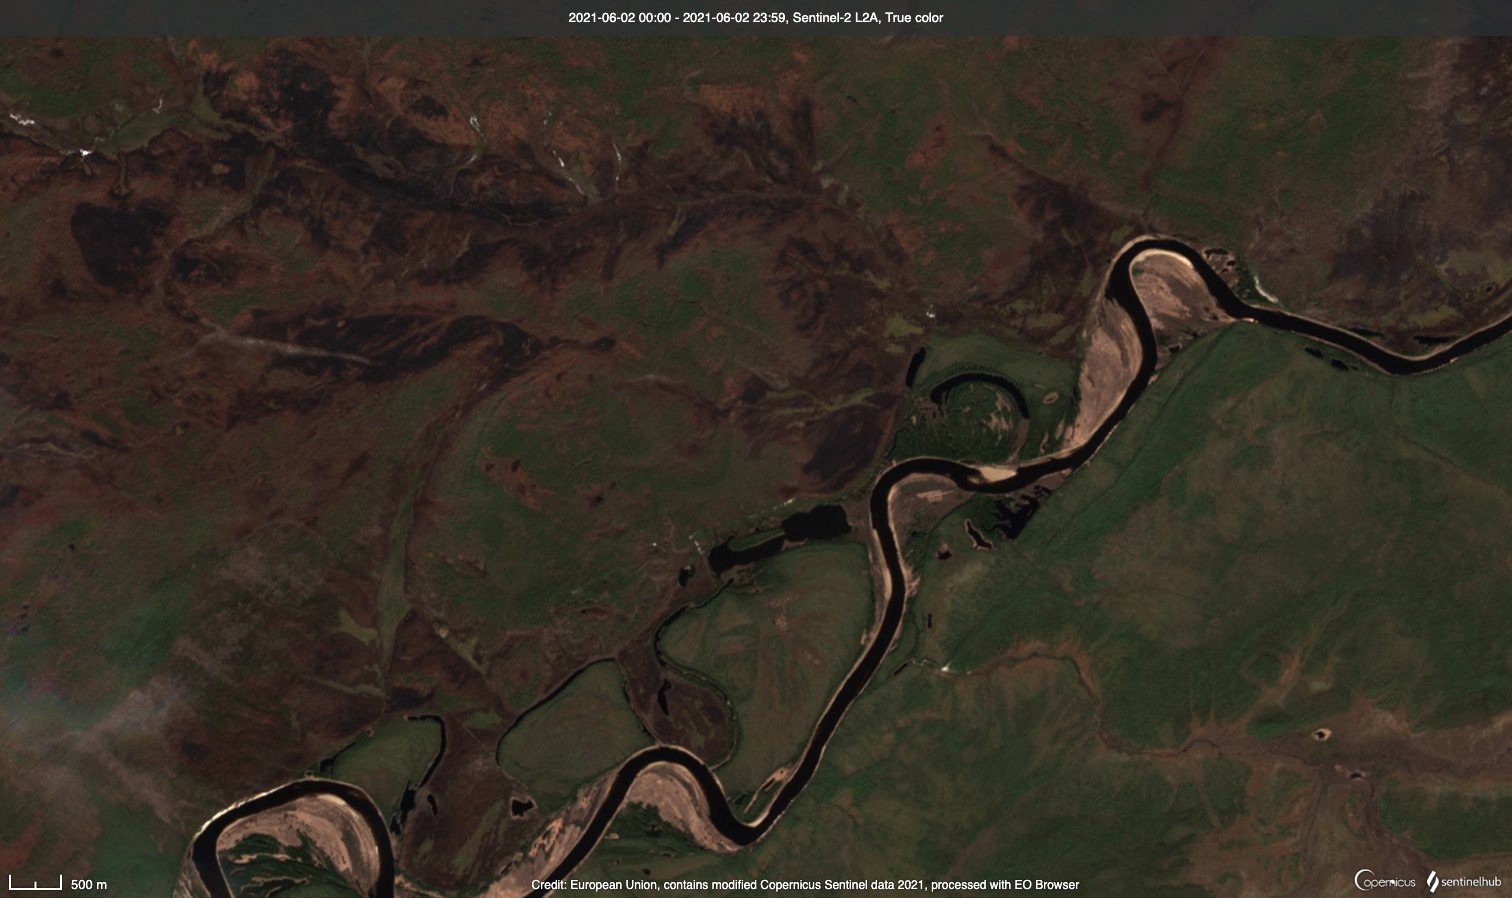 2021-06-02 00:00 - 2021-06-02 23:59, Sentinel-2 L2A, True color
500 m
Credit: European Union, contains modified Copernicus Sentinel data 2021, processed with EO Browser
Copernicus
sentinelhub